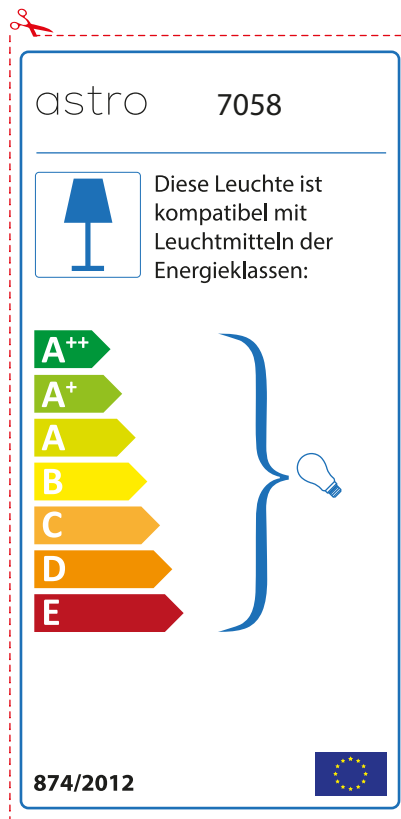 astro 7058
Diese Leuchte ist
kompatibel mit
Leuchtmitteln der
Energieklassen:
A++
A+
A
B
C
D
E
874/2012